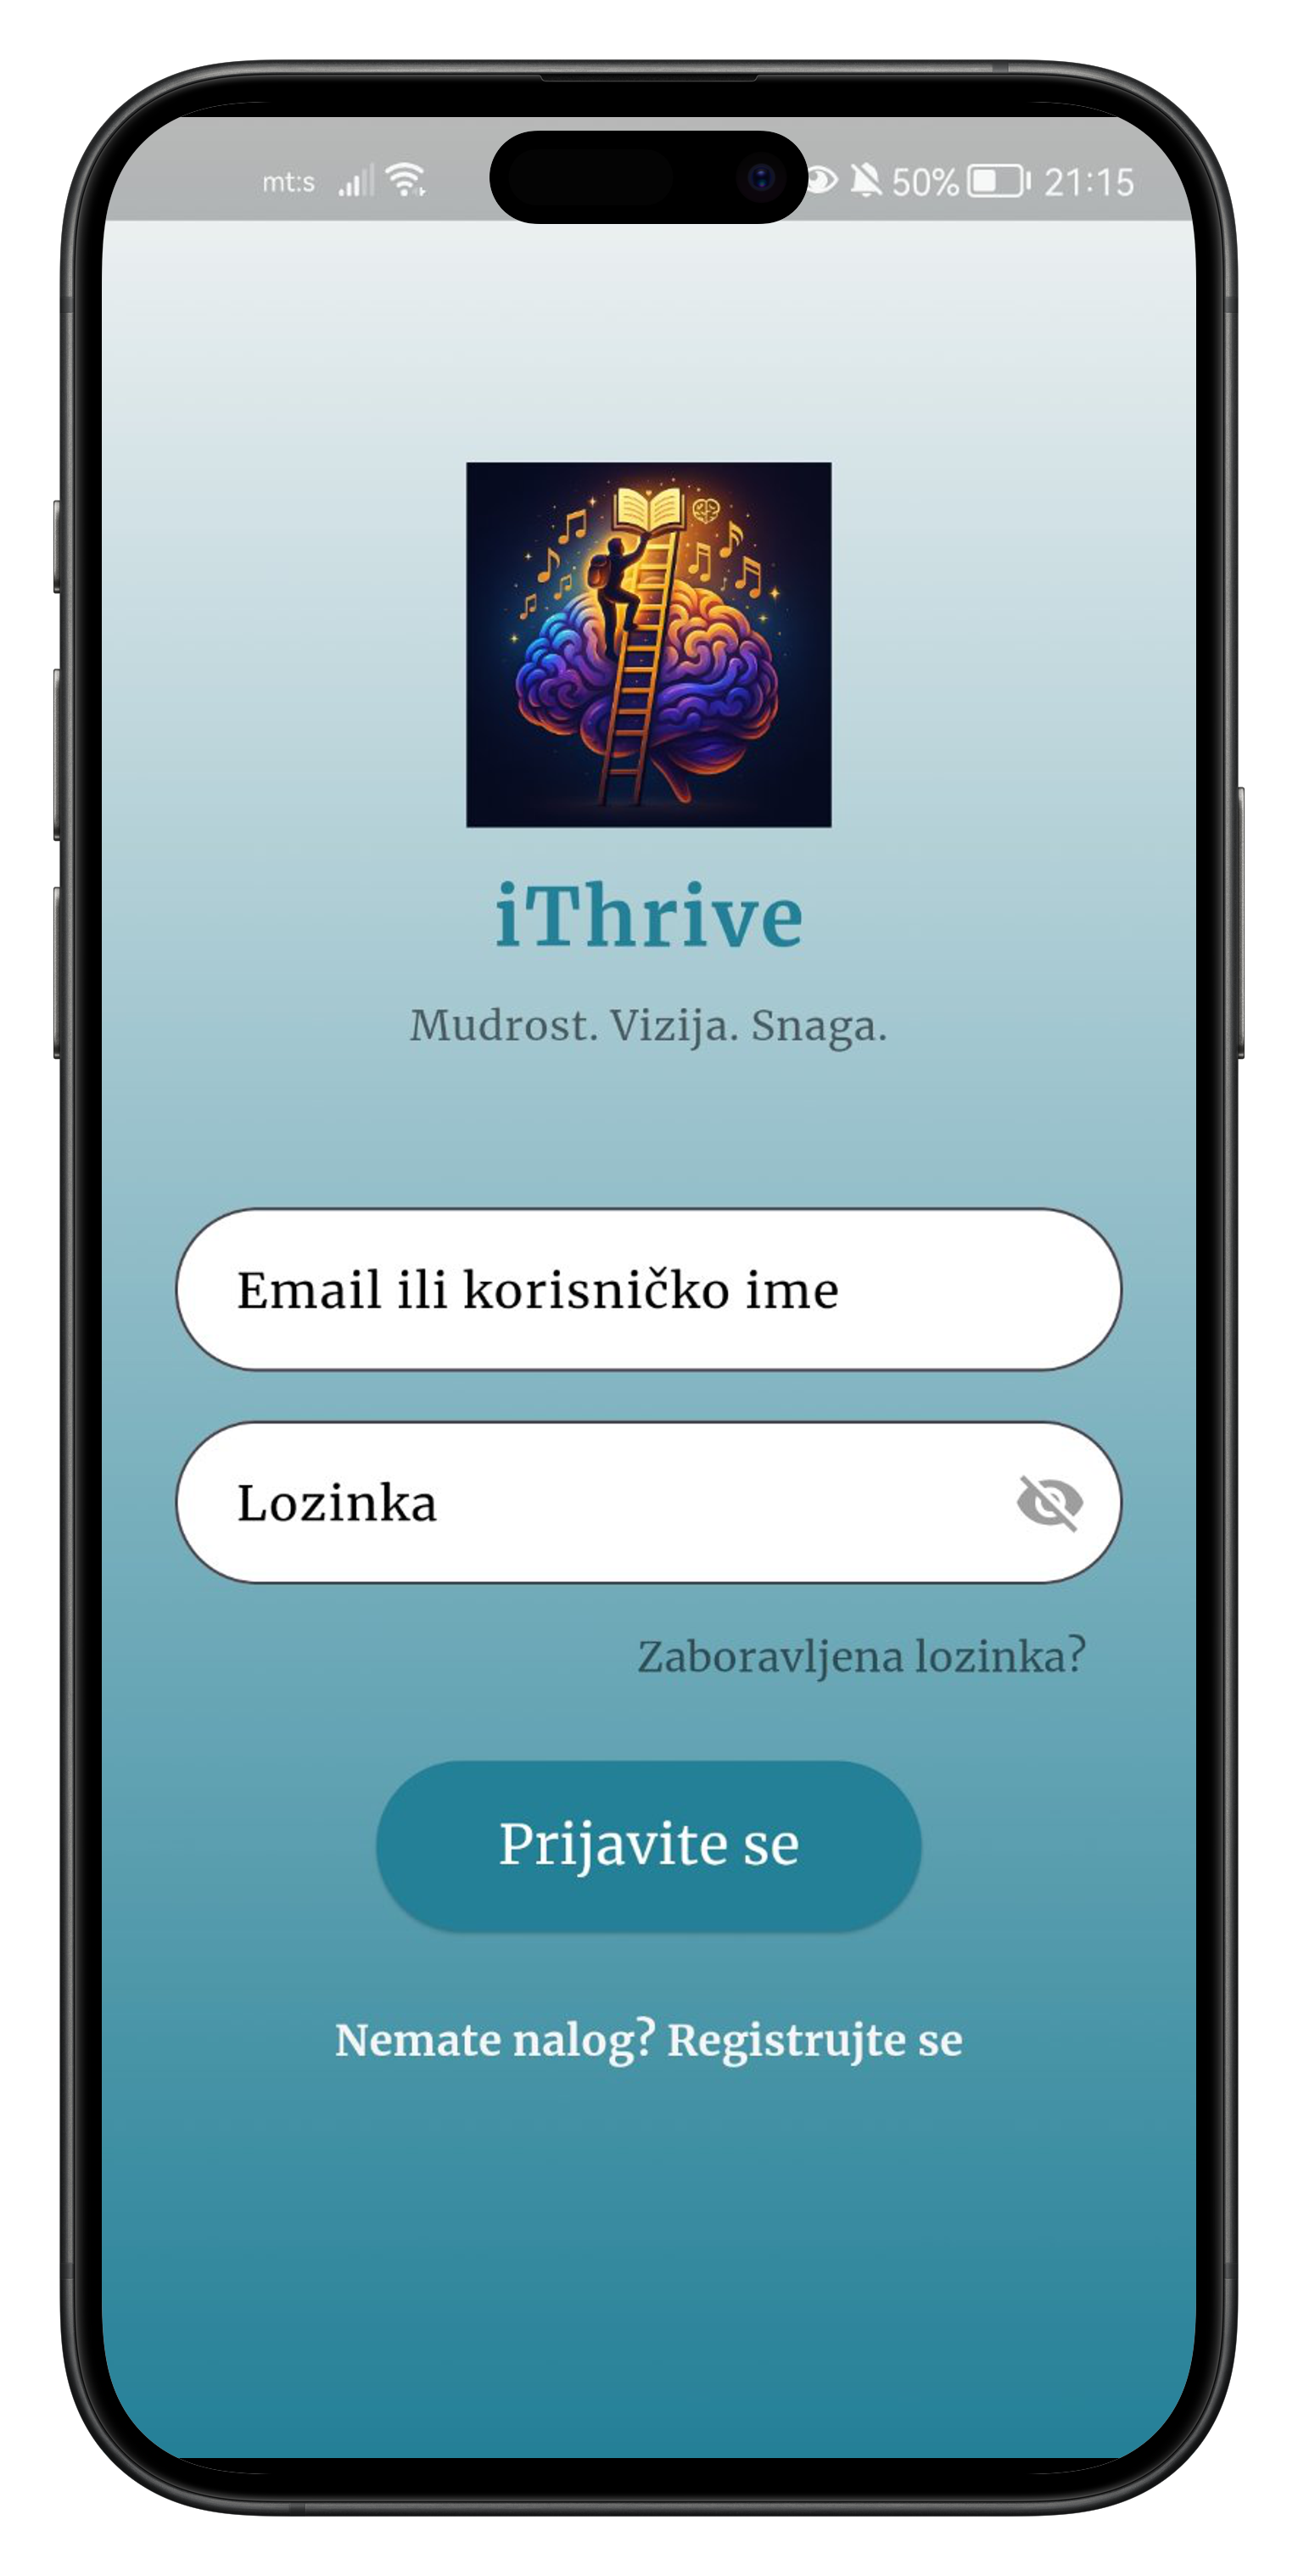 mt:s 50% 21:15
iThrive
Mudrost. Vizija. Snaga.
Email ili korisničko ime
Lozinka
Zaboravljena lozinka?
Prijavite se
Nemate nalog? Registrujte se